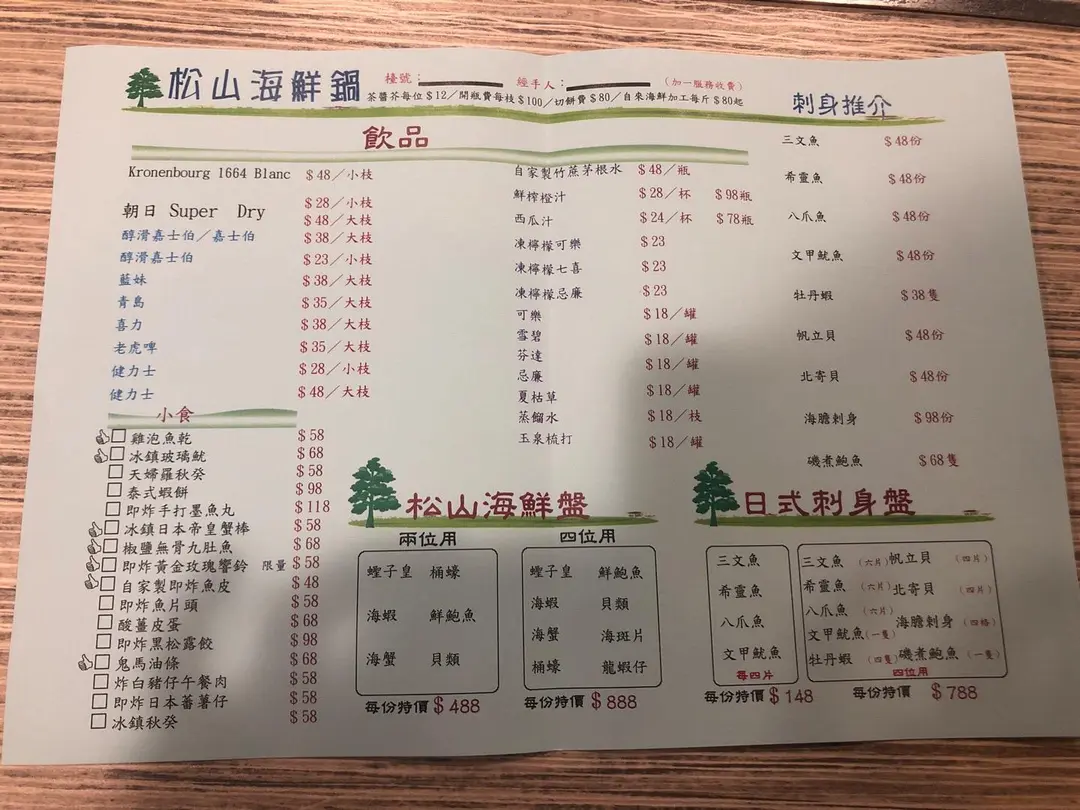 松山海鮮鍋
檯號：
經手人：
（加一服務收費）
茶醬芥每位＄12／開瓶費每枝＄100／切餅費＄80／自來海鮮加工每斤＄80起
飲品
Kronenbourg 1664 Blanc ＄48／小枝
朝日 Super Dry ＄28／小枝
＄48／大枝
醇滑嘉士伯／嘉士伯 ＄38／大枝
醇滑嘉士伯 ＄23／小枝
藍妹 ＄38／大枝
青島 ＄35／大枝
喜力 ＄38／大枝
老虎啤 ＄35／大枝
健力士 ＄28／小枝
健力士 ＄48／大枝
自家製竹蔗茅根水 ＄48／瓶
鮮榨橙汁 ＄28／杯 ＄98瓶
西瓜汁 ＄24／杯 ＄78瓶
凍檸檬可樂 ＄23
凍檸檬七喜 ＄23
凍檸檬忌廉 ＄23
可樂 ＄18／罐
雪碧 ＄18／罐
芬達 ＄18／罐
忌廉 ＄18／罐
夏枯草
蒸餾水 ＄18／枝
玉泉梳打 ＄18／罐
刺身推介
三文魚 ＄48份
希靈魚 ＄48份
八爪魚 ＄48份
文甲魷魚 ＄48份
牡丹蝦 ＄38隻
帆立貝 ＄48份
北寄貝 ＄48份
海膽刺身 ＄98份
磯煮鮑魚 ＄68隻
小食
雞泡魚乾 ＄58
冰鎮玻璃魷 ＄68
天婦羅秋葵 ＄58
泰式蝦餅 ＄98
即炸手打墨魚丸 ＄118
冰鎮日本帝皇蟹棒 ＄58
椒鹽無骨九肚魚 ＄68
即炸黃金玫瑰響鈴 限量 ＄58
自家製即炸魚皮 ＄48
即炸魚片頭 ＄58
酸薑皮蛋 ＄68
即炸黑松露餃 ＄98
鬼馬油條 ＄68
炸白豬仔午餐肉 ＄58
即炸日本蕃薯仔 ＄58
冰鎮秋葵 ＄58
松山海鮮盤
兩位用
蟶子皇 桶蠔
海蝦 鮮鮑魚
海蟹 貝類
每份特價＄488
四位用
蟶子皇 鮮鮑魚
海蝦 貝類
海蟹 海斑片
桶蠔 龍蝦仔
每份特價＄888
日式刺身盤
三文魚
希靈魚
八爪魚
文甲魷魚
每四片
每份特價＄148
三文魚（六片） 帆立貝（四片）
希靈魚（六片） 北寄貝（四片）
八爪魚（六片） 海膽刺身（四條）
文甲魷魚（一隻）
牡丹蝦（四隻） 磯煮鮑魚（一隻）
四位用
每份特價＄788